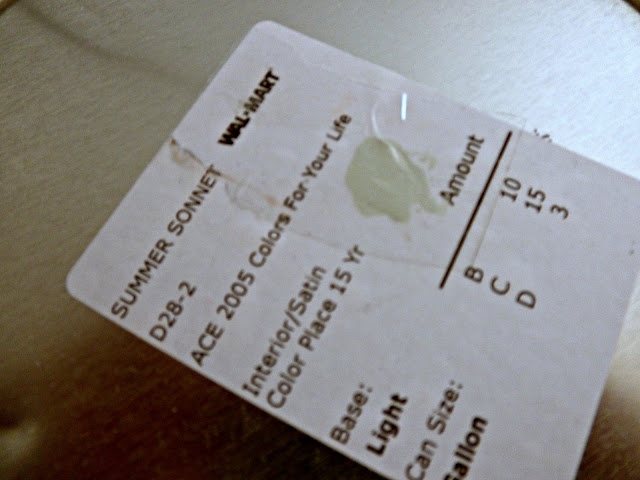 WAL-MART
SUMMER SONNET
D28-2
ACE 2005 Colors For Your Life
Interior/Satin
Color Place 15 Yr
Amount
B 10
C 15
D 3
Base:
Light
Can Size:
Gallon